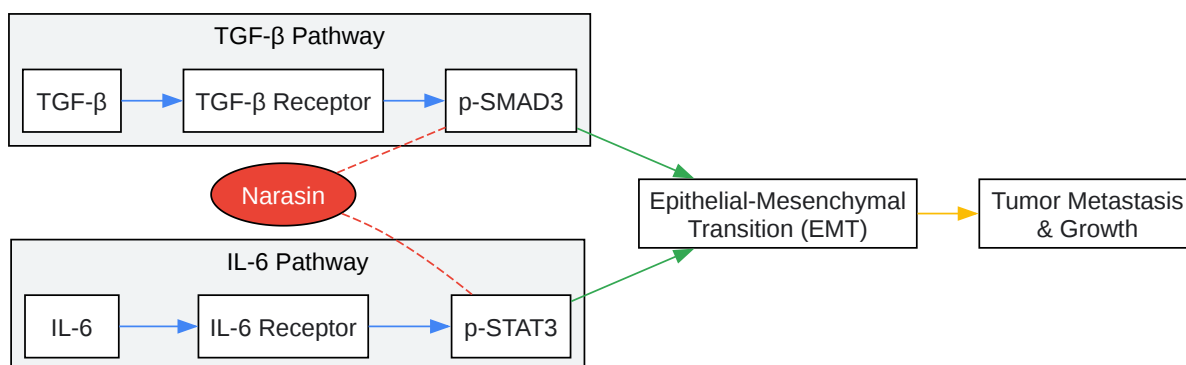 TGF-β Pathway
TGF-β
TGF-β Receptor
p-SMAD3
Narasin
Epithelial-Mesenchymal
Transition (EMT)
Tumor Metastasis
& Growth
IL-6 Pathway
IL-6
IL-6 Receptor
p-STAT3